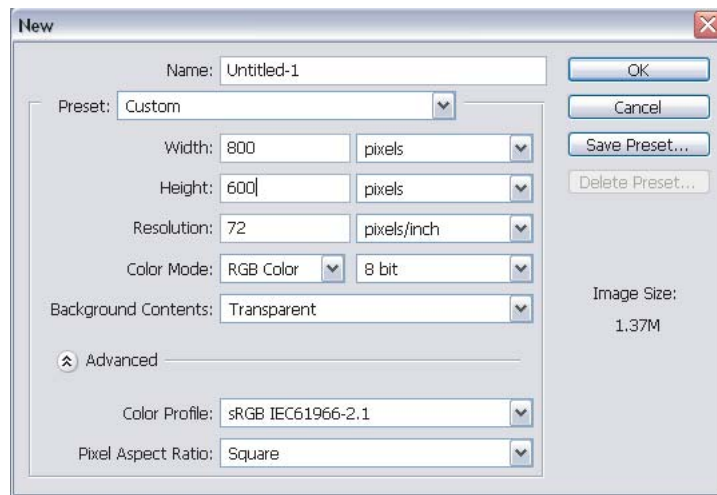 New
Name: Untitled-1
OK
Preset: Custom
Cancel
Width: 800 pixels
Save Preset...
Height: 600 pixels
Delete Preset...
Resolution: 72 pixels/inch
Color Mode: RGB Color 8 bit
Image Size:
Background Contents: Transparent
1.37M
Advanced
Color Profile: sRGB IEC61966-2.1
Pixel Aspect Ratio: Square